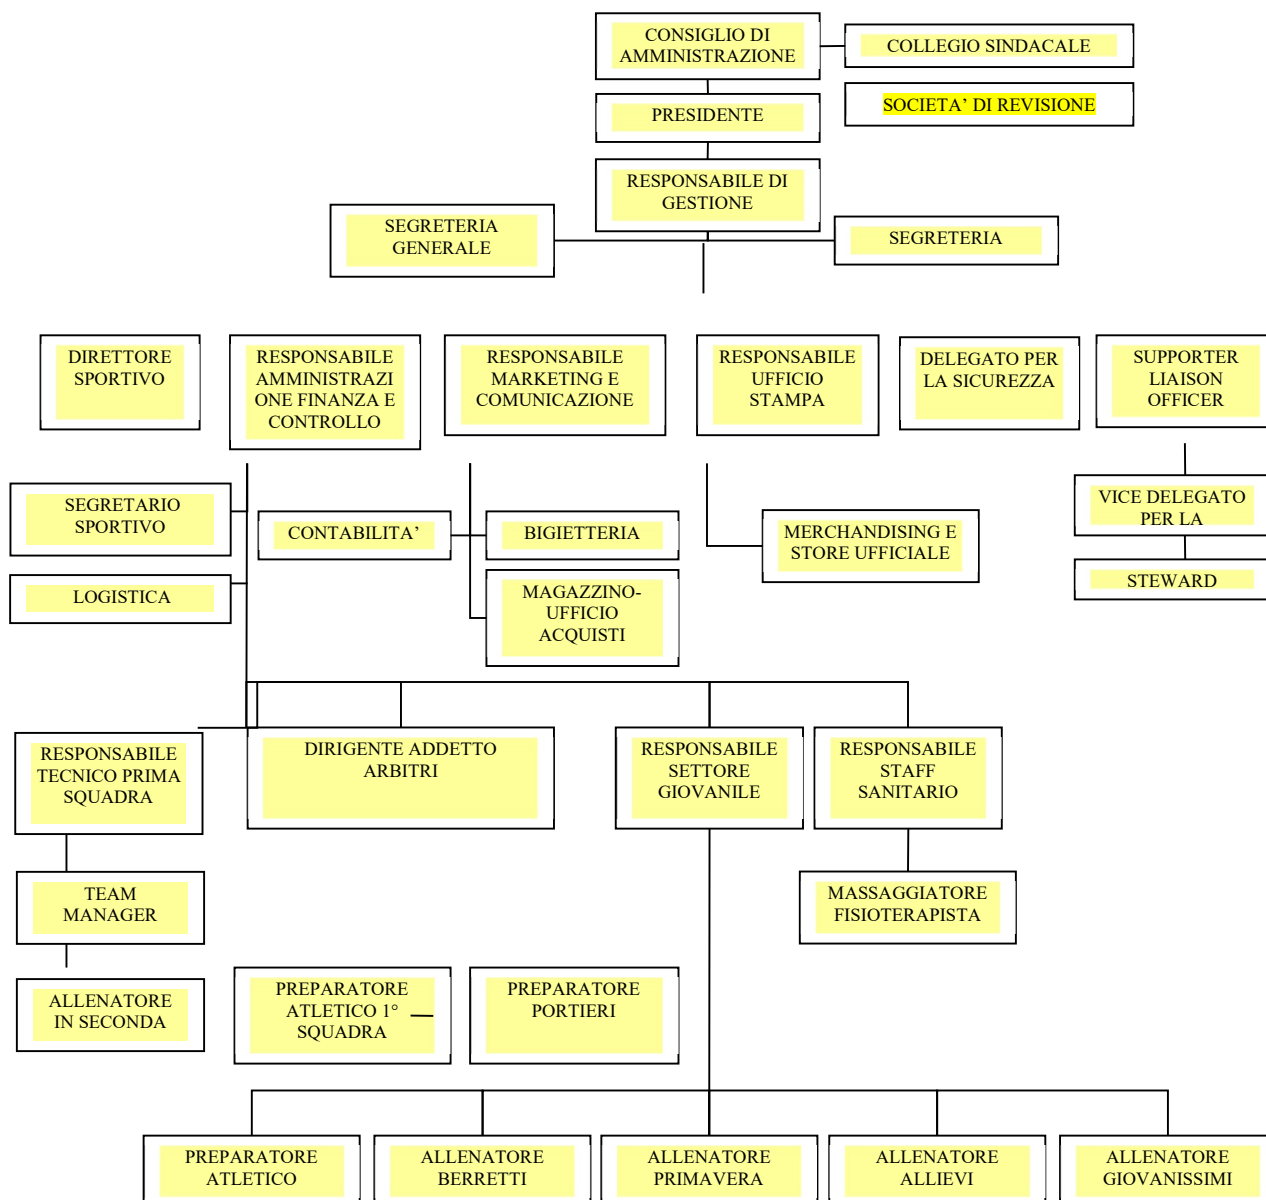 CONSIGLIO DI
AMMINISTRAZIONE
COLLEGIO SINDACALE
SOCIETA’ DI REVISIONE
PRESIDENTE
RESPONSABILE DI
GESTIONE
SEGRETERIA
GENERALE
SEGRETERIA
DIRETTORE
SPORTIVO
RESPONSABILE
AMMINISTRAZI
ONE FINANZA E
CONTROLLO
RESPONSABILE
MARKETING E
COMUNICAZIONE
RESPONSABILE
UFFICIO
STAMPA
DELEGATO PER
LA SICUREZZA
SUPPORTER
LIAISON
OFFICER
SEGRETARIO
SPORTIVO
CONTABILITA’
BIGIETTERIA
MERCHANDISING E
STORE UFFICIALE
VICE DELEGATO
PER LA
LOGISTICA
MAGAZZINO-
UFFICIO
ACQUISTI
STEWARD
RESPONSABILE
TECNICO PRIMA
SQUADRA
DIRIGENTE ADDETTO
ARBITRI
RESPONSABILE
SETTORE
GIOVANILE
RESPONSABILE
STAFF
SANITARIO
TEAM
MANAGER
MASSAGGIATORE
FISIOTERAPISTA
ALLENATORE
IN SECONDA
PREPARATORE
ATLETICO 1°
SQUADRA
PREPARATORE
PORTIERI
PREPARATORE
ATLETICO
ALLENATORE
BERRETTI
ALLENATORE
PRIMAVERA
ALLENATORE
ALLIEVI
ALLENATORE
GIOVANISSIMI